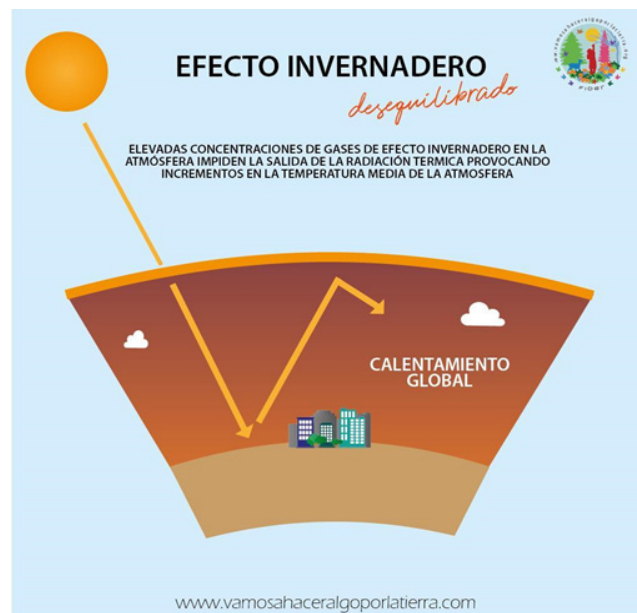 EFECTO INVERNADERO
desequilibrado
ELEVADAS CONCENTRACIONES DE GASES DE EFECTO INVERNADERO EN LA
ATMÓSFERA IMPIDEN LA SALIDA DE LA RADIACIÓN TERMICA PROVOCANDO
INCREMENTOS EN LA TEMPERATURA MEDIA DE LA ATMOSFERA
CALENTAMIENTO
GLOBAL
www.vamosahaceralgoporlatierra.com